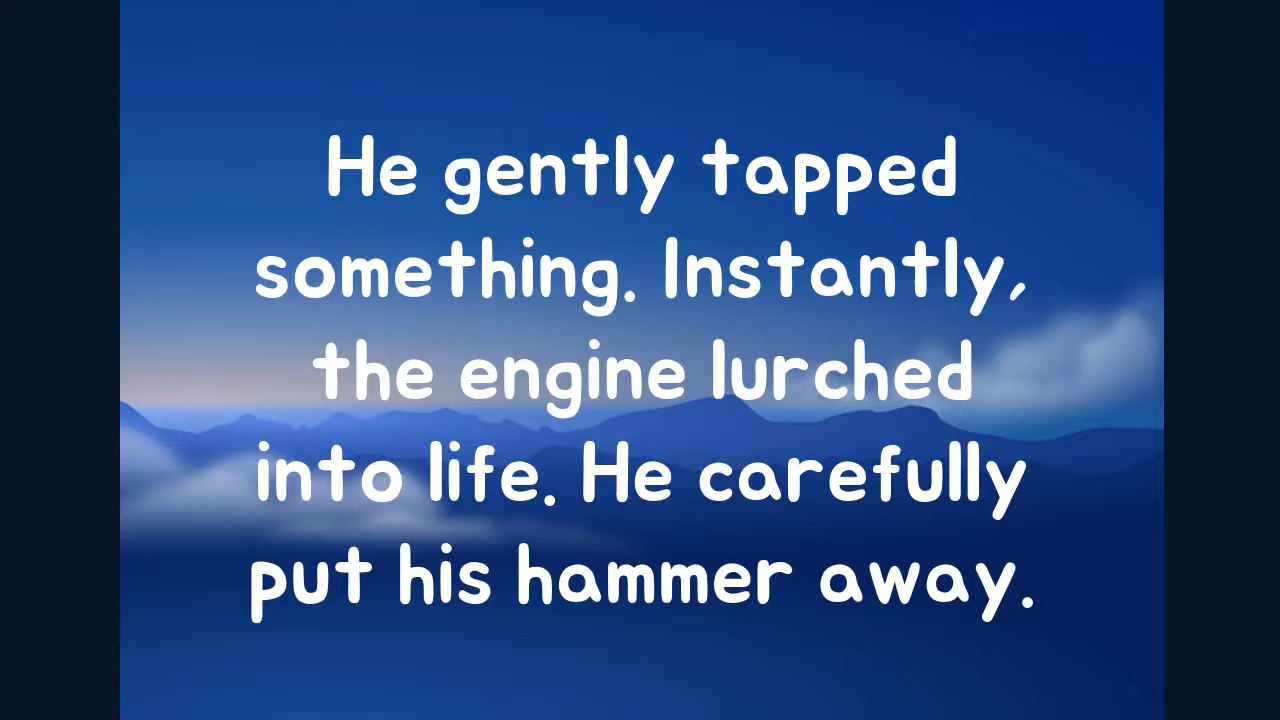 He gently tapped
something. Instantly,
the engine lurched
into life. He carefully
put his hammer away.